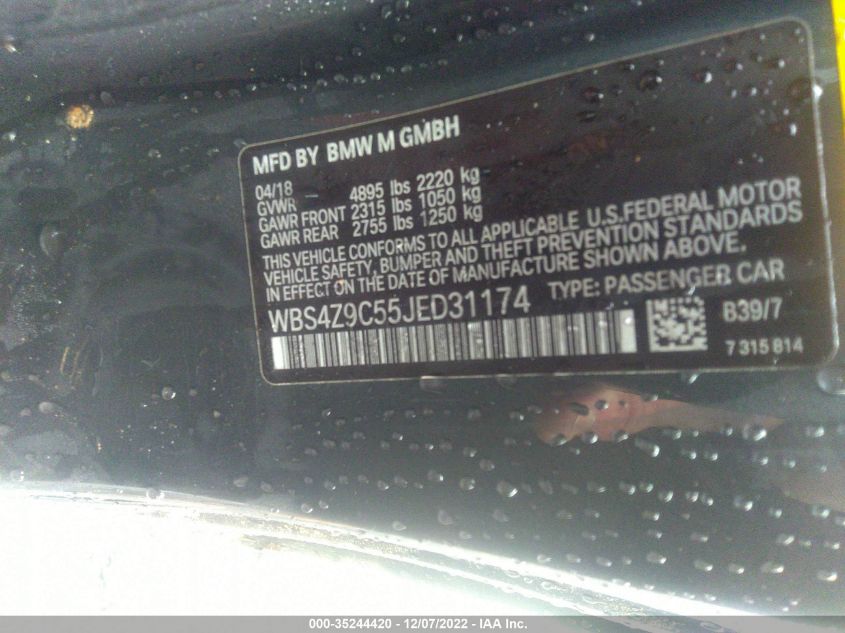 MFD BY BMW M GMBH
04/18
GVWR 4895 lbs 2220 kg
GAWR FRONT 2315 lbs 1050 kg
GAWR REAR 2755 lbs 1250 kg
THIS VEHICLE CONFORMS TO ALL APPLICABLE U.S.FEDERAL MOTOR
VEHICLE SAFETY, BUMPER AND THEFT PREVENTION STANDARDS
IN EFFECT ON THE DATE OF MANUFACTURE SHOWN ABOVE.
WBS4Z9C55JED31174 TYPE: PASSENGER CAR
B39/7
7 315 814
000-35244420 - 12/07/2022 - IAA Inc.